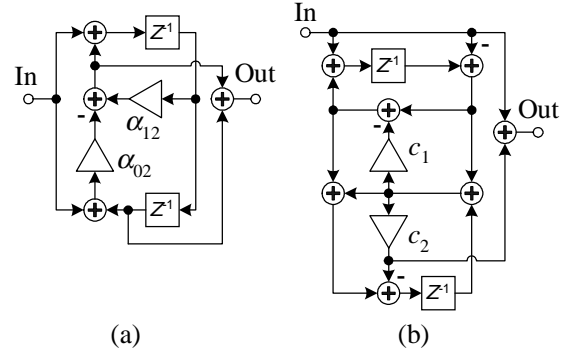 In
Z⁻¹
Out
-
α₁₂
α₀₂
Z⁻¹
(a)
In
-
Z⁻¹
Out
-
c₁
c₂
-
Z⁻¹
(b)